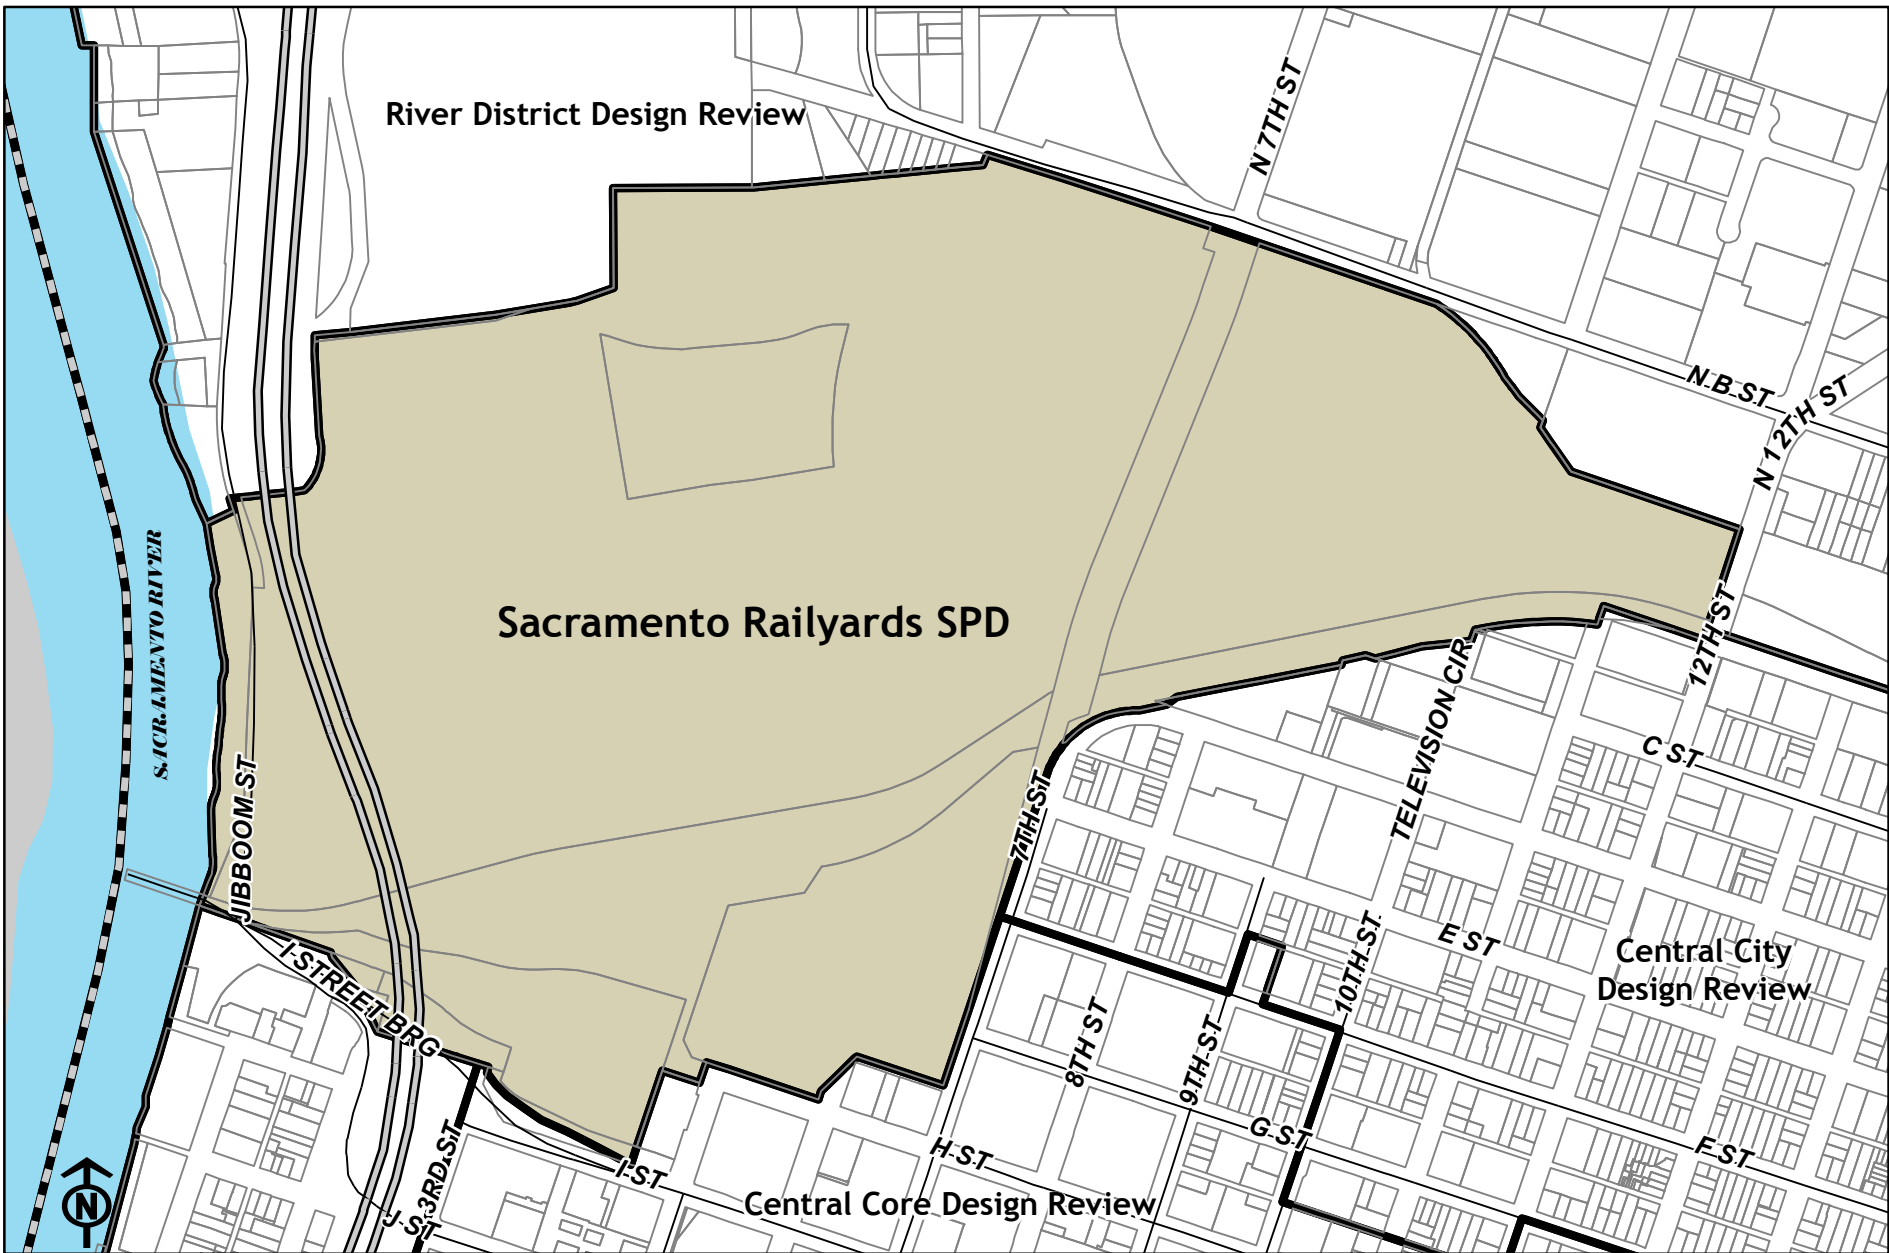 River District Design Review
N 7TH ST
N B ST
N 12TH ST
SACRAMENTO RIVER
Sacramento Railyards SPD
12TH ST
TELEVISION CIR
C ST
JIBBOOM ST
7TH ST
I STREET BRG
10TH ST
E ST
Central City
Design Review
8TH ST
9TH ST
G ST
F ST
H ST
3RD ST
I ST
J ST
Central Core Design Review
N